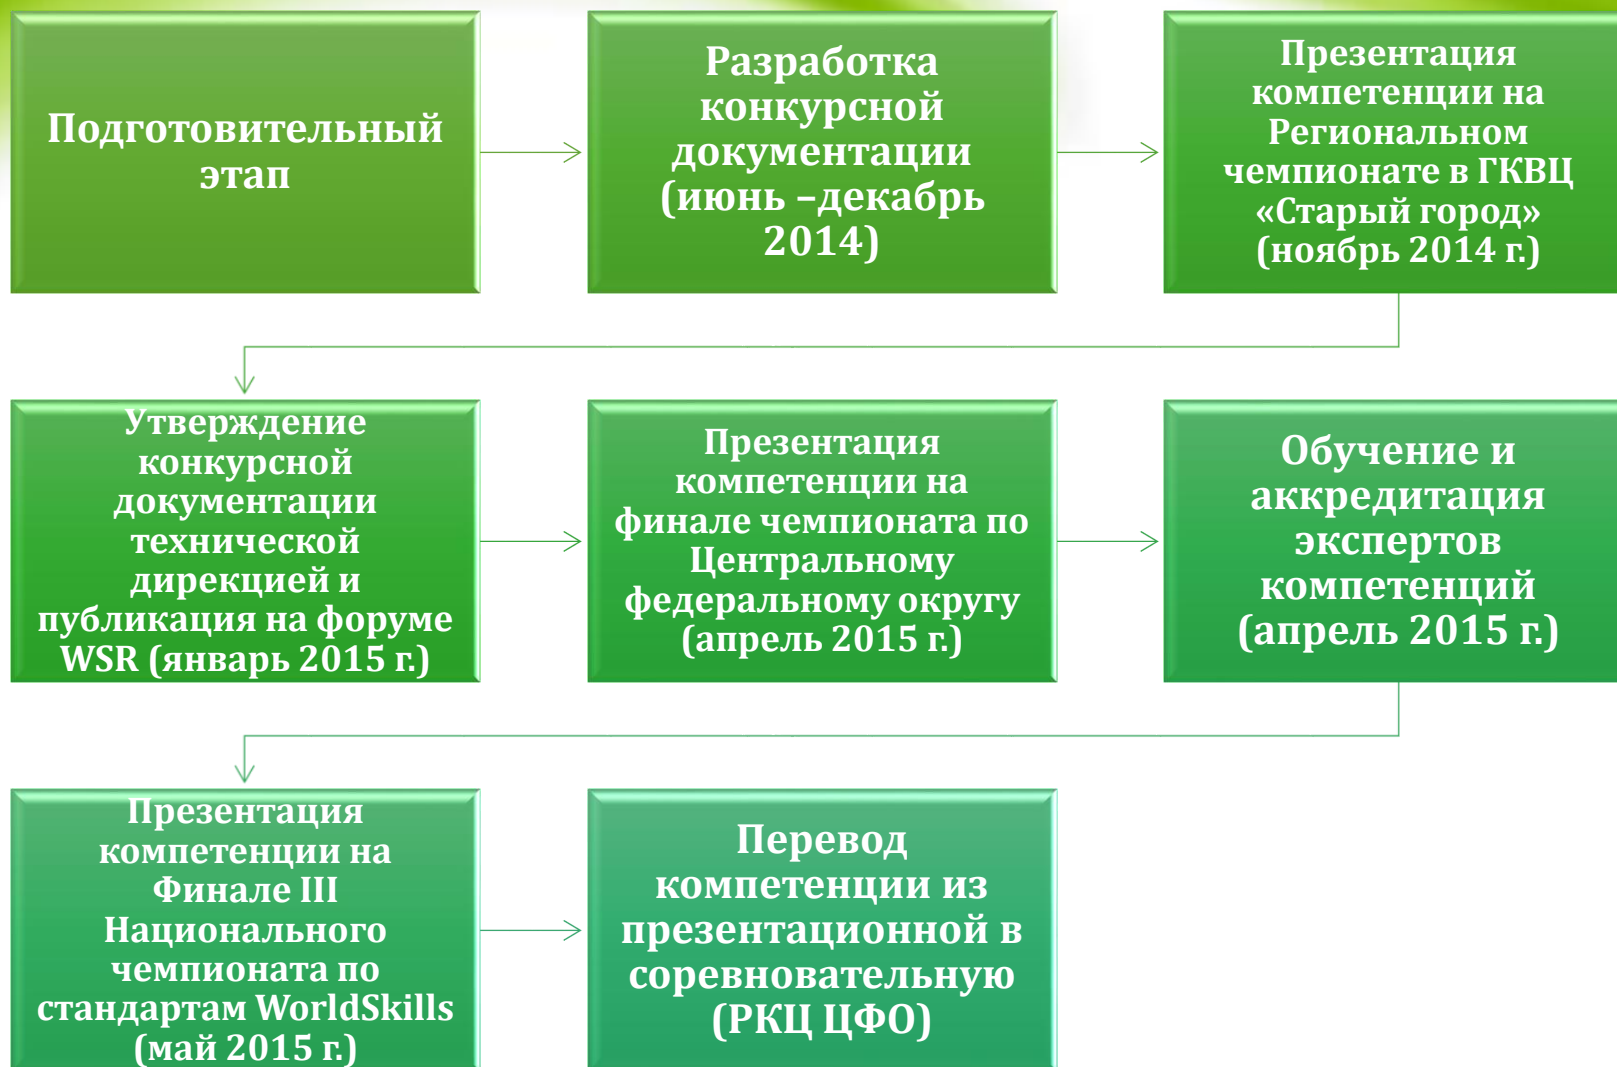 Подготовительный
этап
Разработка
конкурсной
документации
(июнь –декабрь
2014)
Презентация
компетенции на
Региональном
чемпионате в ГКВЦ
«Старый город»
(ноябрь 2014 г.)
Утверждение
конкурсной
документации
технической
дирекцией и
публикация на форуме
WSR (январь 2015 г.)
Презентация
компетенции на
финале чемпионата по
Центральному
федеральному округу
(апрель 2015 г.)
Обучение и
аккредитация
экспертов
компетенций
(апрель 2015 г.)
Презентация
компетенции на
Финале III
Национального
чемпионата по
стандартам WorldSkills
(май 2015 г.)
Перевод
компетенции из
презентационной в
соревновательную
(РКЦ ЦФО)